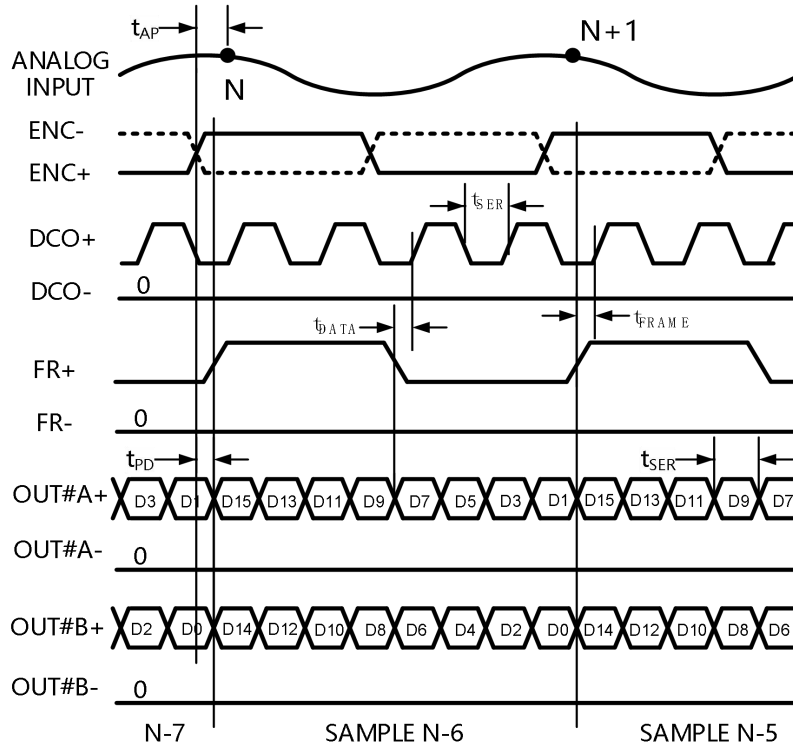 tAP
ANALOG
INPUT
N
N+1
ENC-
ENC+
tSER
DCO+
DCO-
0
tDATA
tFRAME
FR+
FR-
0
tPD
tSER
OUT#A+
D3 D1 D15 D13 D11 D9 D7 D5 D3 D1 D15 D13 D11 D9 D7
OUT#A-
0
OUT#B+
D2 D0 D14 D12 D10 D8 D6 D4 D2 D0 D14 D12 D10 D8 D6
OUT#B-
0
N-7 SAMPLE N-6 SAMPLE N-5